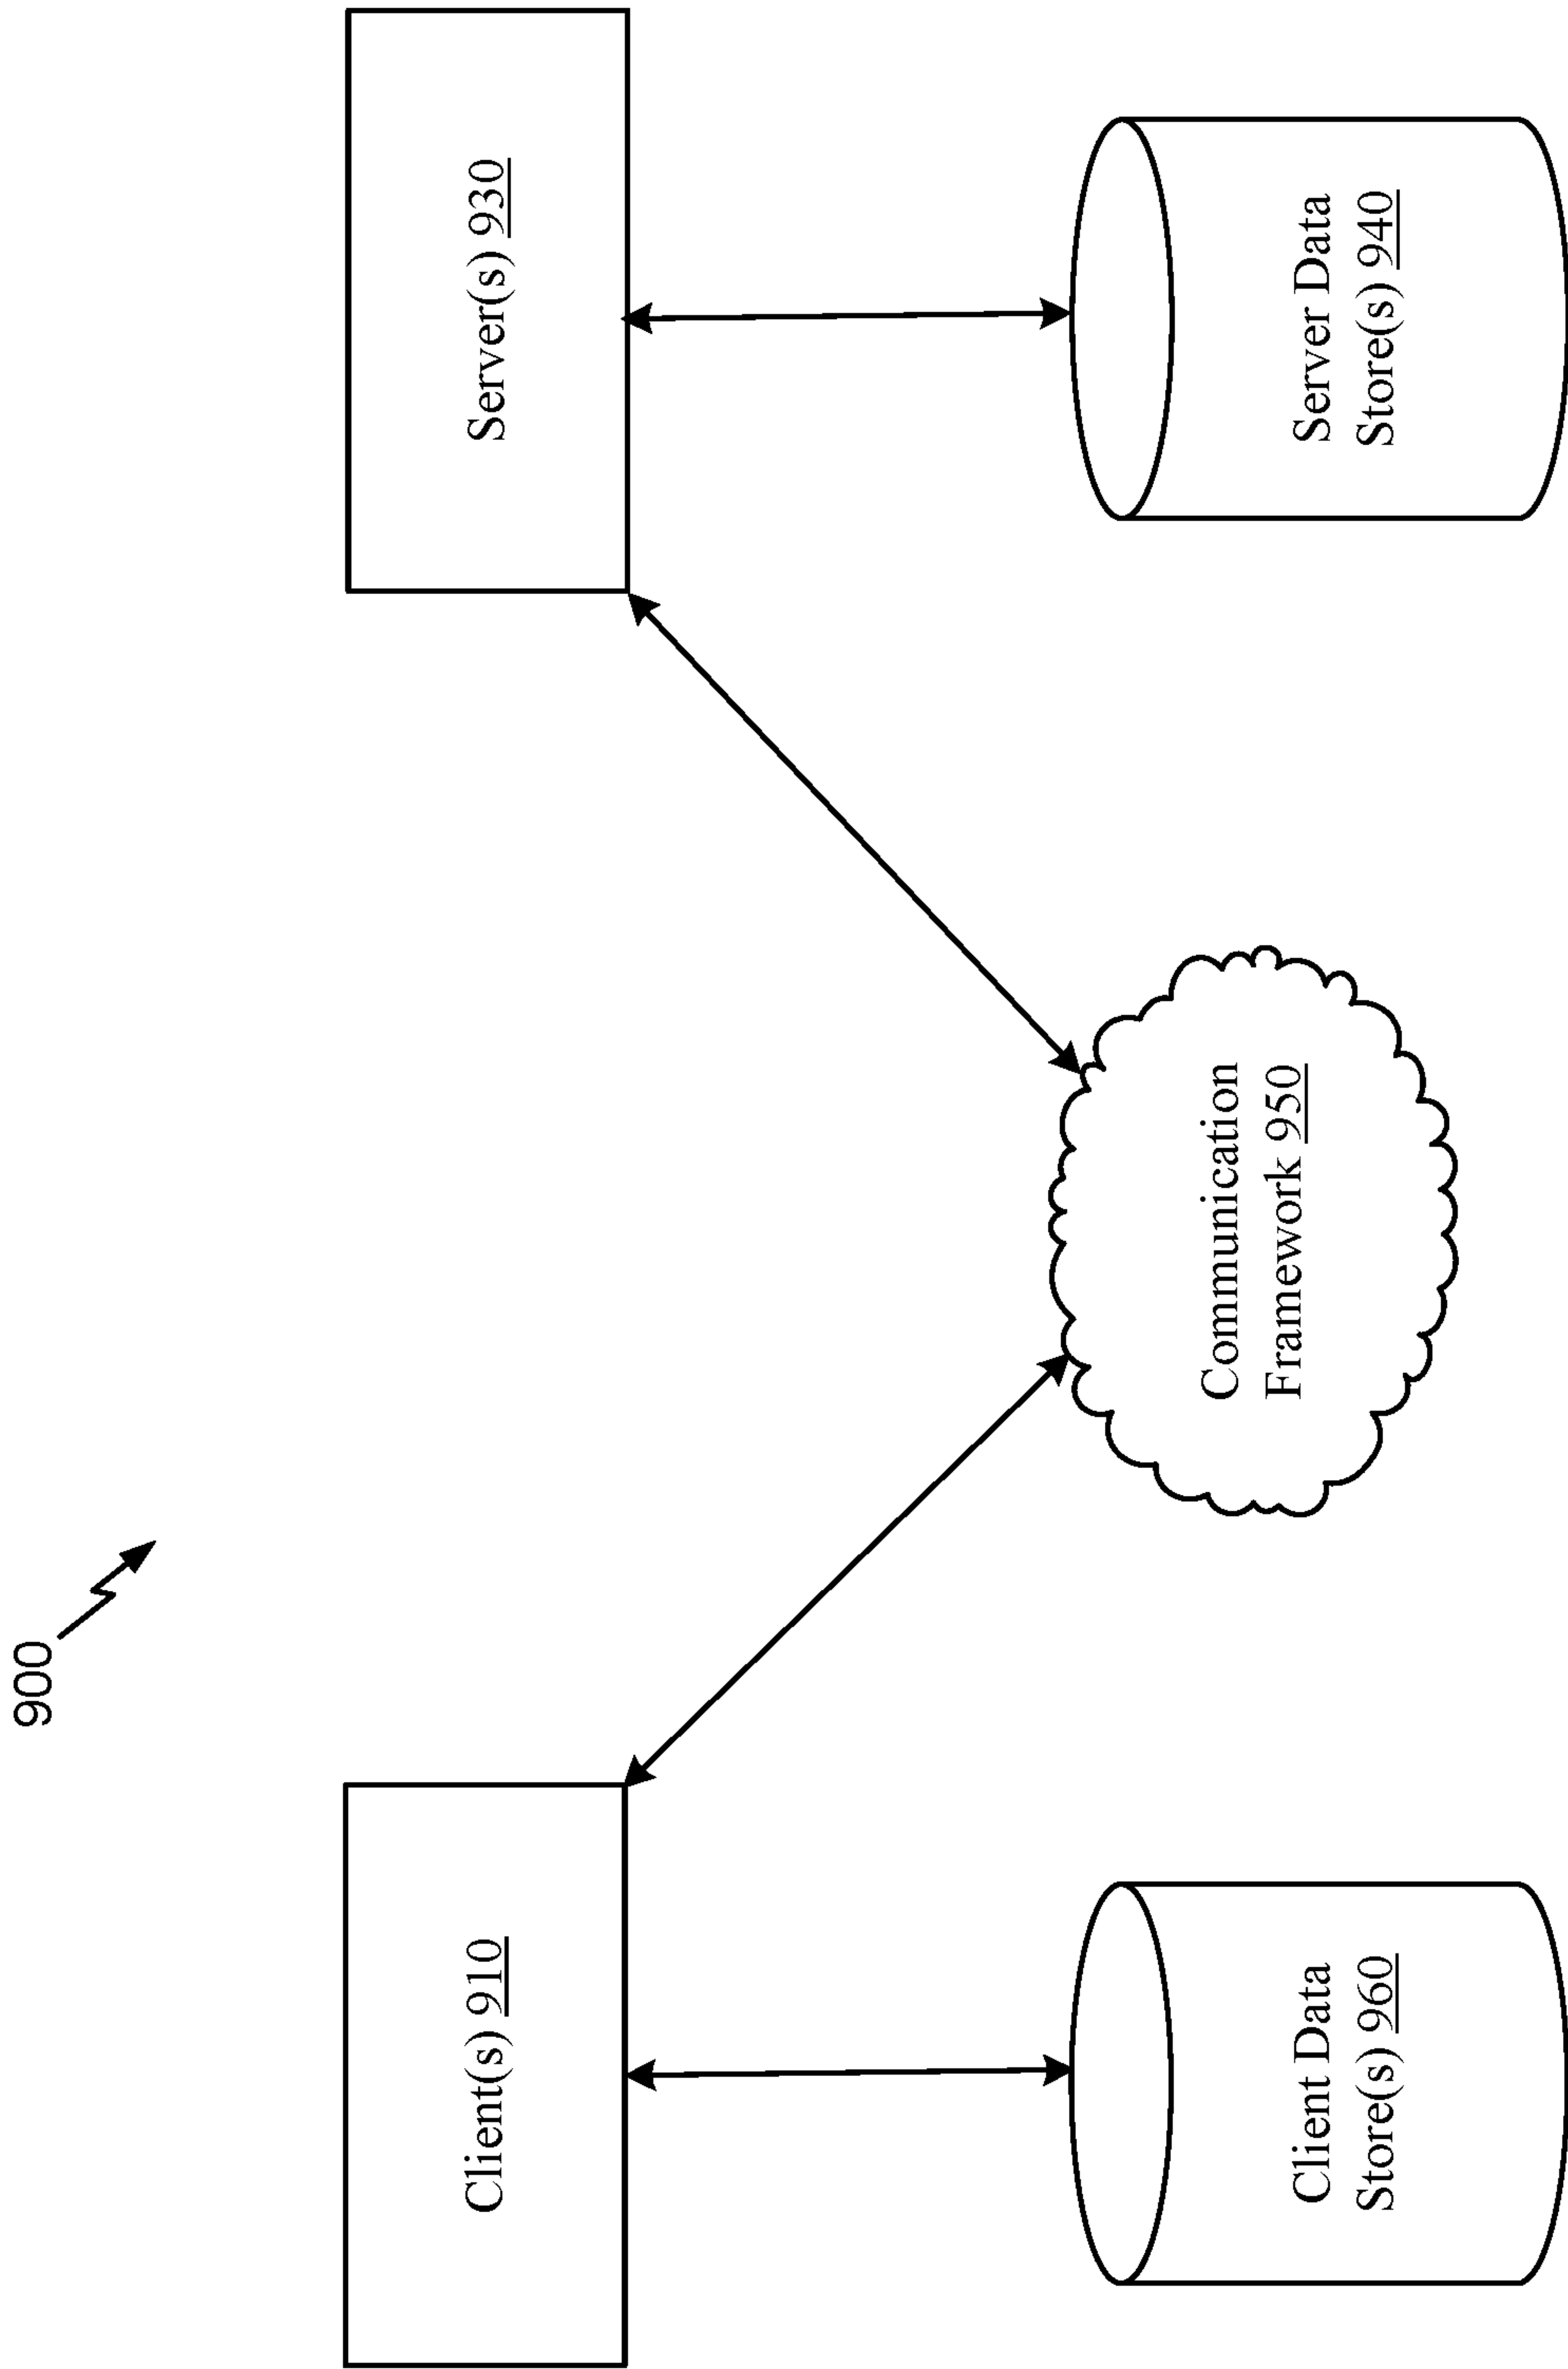 900
Client(s) 910
Server(s) 930
Communication
Framework 950
Client Data
Store(s) 960
Server Data
Store(s) 940